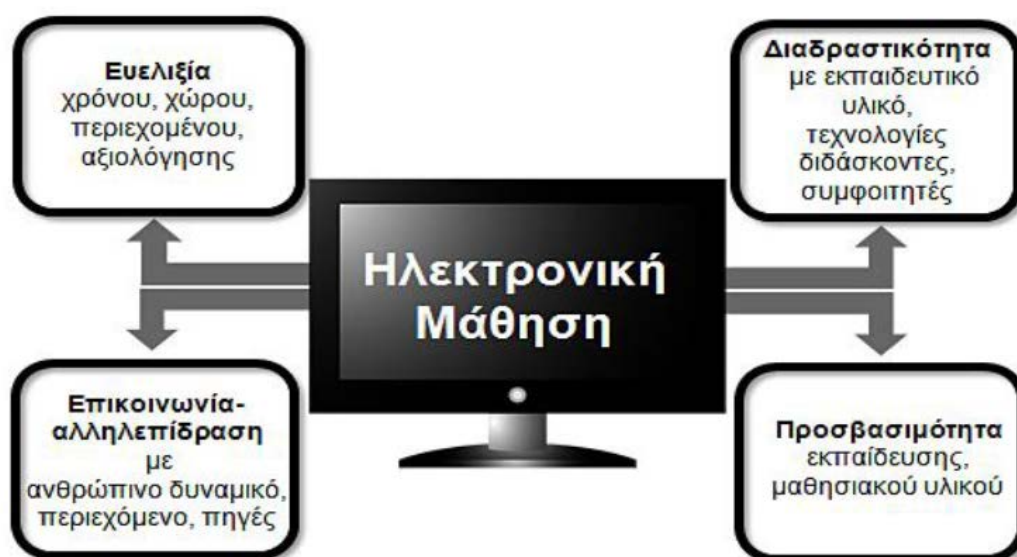 Ευελιξία
χρόνου, χώρου,
περιεχομένου,
αξιολόγησης
Διαδραστικότητα
με εκπαιδευτικό
υλικό,
τεχνολογίες
διδάσκοντες,
συμφοιτητές
Ηλεκτρονική
Μάθηση
Επικοινωνία-
αλληλεπίδραση
με
ανθρώπινο δυναμικό,
περιεχόμενο, πηγές
Προσβασιμότητα
εκπαίδευσης,
μαθησιακού υλικού